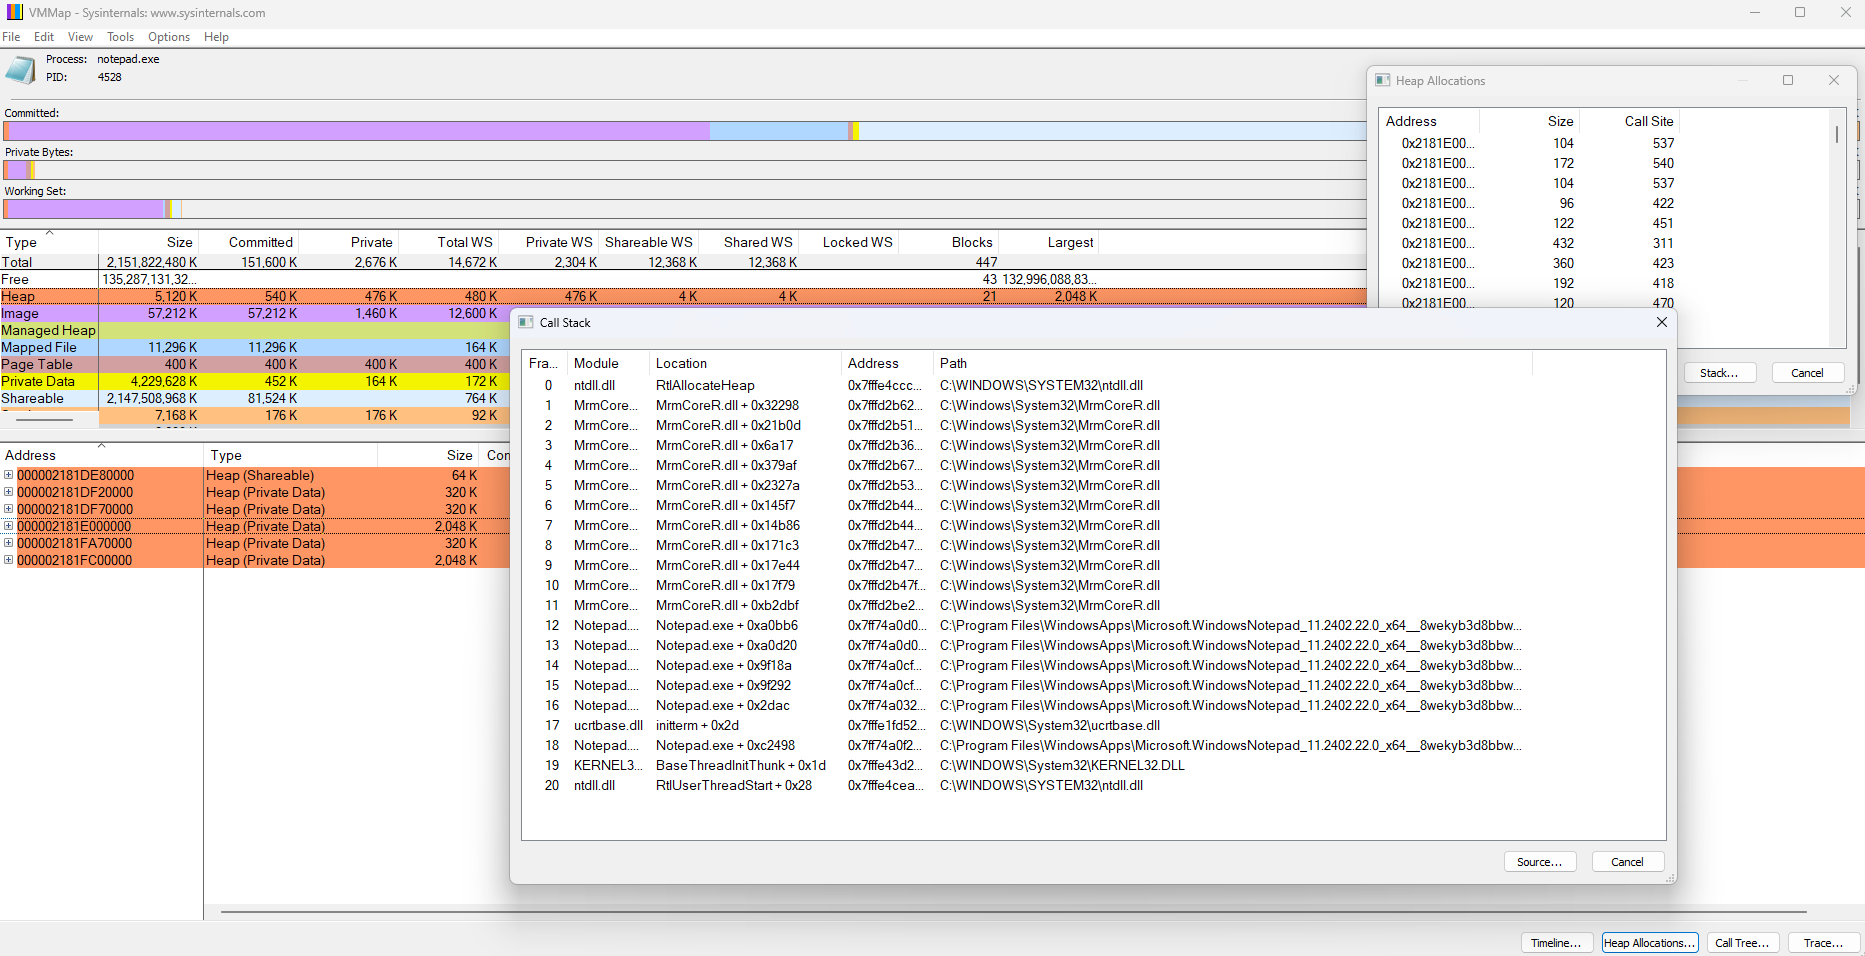 VMMap - Sysinternals: www.sysinternals.com
File Edit View Tools Options Help
Process: notepad.exe
PID: 4528
Committed:
Private Bytes:
Working Set:
Type Size Committed Private Total WS Private WS Shareable WS Shared WS Locked WS Blocks Largest
Total 2,151,822,480 K 151,600 K 2,676 K 14,672 K 2,304 K 12,368 K 12,368 K 447
Free 135,287,131,32... 43 132,996,088,83...
Heap 5,120 K 540 K 476 K 480 K 476 K 4 K 4 K 21 2,048 K
Image 57,212 K 57,212 K 1,460 K 12,600 K
Managed Heap
Mapped File 11,296 K 11,296 K 164 K
Page Table 400 K 400 K 400 K 400 K
Private Data 4,229,628 K 452 K 164 K 172 K
Shareable 2,147,508,968 K 81,524 K 764 K
7,168 K 176 K 176 K 92 K
Heap Allocations
Address Size Call Site
0x2181E00... 104 537
0x2181E00... 172 540
0x2181E00... 104 537
0x2181E00... 96 422
0x2181E00... 122 451
0x2181E00... 432 311
0x2181E00... 360 423
0x2181E00... 192 418
0x2181E00... 120 470
Stack... Cancel
Call Stack
Fra... Module Location Address Path
0 ntdll.dll RtlAllocateHeap 0x7fffe4ccc... C:\WINDOWS\SYSTEM32\ntdll.dll
1 MrmCore... MrmCoreR.dll + 0x32298 0x7fffd2b62... C:\Windows\System32\MrmCoreR.dll
2 MrmCore... MrmCoreR.dll + 0x21b0d 0x7fffd2b51... C:\Windows\System32\MrmCoreR.dll
3 MrmCore... MrmCoreR.dll + 0x6a17 0x7fffd2b36... C:\Windows\System32\MrmCoreR.dll
4 MrmCore... MrmCoreR.dll + 0x379af 0x7fffd2b67... C:\Windows\System32\MrmCoreR.dll
5 MrmCore... MrmCoreR.dll + 0x2327a 0x7fffd2b53... C:\Windows\System32\MrmCoreR.dll
6 MrmCore... MrmCoreR.dll + 0x145f7 0x7fffd2b44... C:\Windows\System32\MrmCoreR.dll
7 MrmCore... MrmCoreR.dll + 0x14b86 0x7fffd2b44... C:\Windows\System32\MrmCoreR.dll
8 MrmCore... MrmCoreR.dll + 0x171c3 0x7fffd2b47... C:\Windows\System32\MrmCoreR.dll
9 MrmCore... MrmCoreR.dll + 0x17e44 0x7fffd2b47... C:\Windows\System32\MrmCoreR.dll
10 MrmCore... MrmCoreR.dll + 0x17f79 0x7fffd2b47f... C:\Windows\System32\MrmCoreR.dll
11 MrmCore... MrmCoreR.dll + 0xb2dbf 0x7fffd2be2... C:\Windows\System32\MrmCoreR.dll
12 Notepad.... Notepad.exe + 0xa0bb6 0x7ff74a0d0... C:\Program Files\WindowsApps\Microsoft.WindowsNotepad_11.2402.22.0_x64__8wekyb3d8bbw...
13 Notepad.... Notepad.exe + 0xa0d20 0x7ff74a0d0... C:\Program Files\WindowsApps\Microsoft.WindowsNotepad_11.2402.22.0_x64__8wekyb3d8bbw...
14 Notepad.... Notepad.exe + 0x9f18a 0x7ff74a0cf... C:\Program Files\WindowsApps\Microsoft.WindowsNotepad_11.2402.22.0_x64__8wekyb3d8bbw...
15 Notepad.... Notepad.exe + 0x9f292 0x7ff74a0cf... C:\Program Files\WindowsApps\Microsoft.WindowsNotepad_11.2402.22.0_x64__8wekyb3d8bbw...
16 Notepad.... Notepad.exe + 0x2dac 0x7ff74a032... C:\Program Files\WindowsApps\Microsoft.WindowsNotepad_11.2402.22.0_x64__8wekyb3d8bbw...
17 ucrtbase.dll initterm + 0x2d 0x7fffe1fd52... C:\WINDOWS\System32\ucrtbase.dll
18 Notepad.... Notepad.exe + 0xc2498 0x7ff74a0f2... C:\Program Files\WindowsApps\Microsoft.WindowsNotepad_11.2402.22.0_x64__8wekyb3d8bbw...
19 KERNEL3... BaseThreadInitThunk + 0x1d 0x7fffe43d2... C:\WINDOWS\System32\KERNEL32.DLL
20 ntdll.dll RtlUserThreadStart + 0x28 0x7fffe4cea... C:\WINDOWS\SYSTEM32\ntdll.dll
Source... Cancel
Address Type Size Con
000002181DE80000 Heap (Shareable) 64 K
000002181DF20000 Heap (Private Data) 320 K
000002181DF70000 Heap (Private Data) 320 K
000002181E000000 Heap (Private Data) 2,048 K
000002181FA70000 Heap (Private Data) 320 K
000002181FC00000 Heap (Private Data) 2,048 K
Timeline... Heap Allocations... Call Tree... Trace...